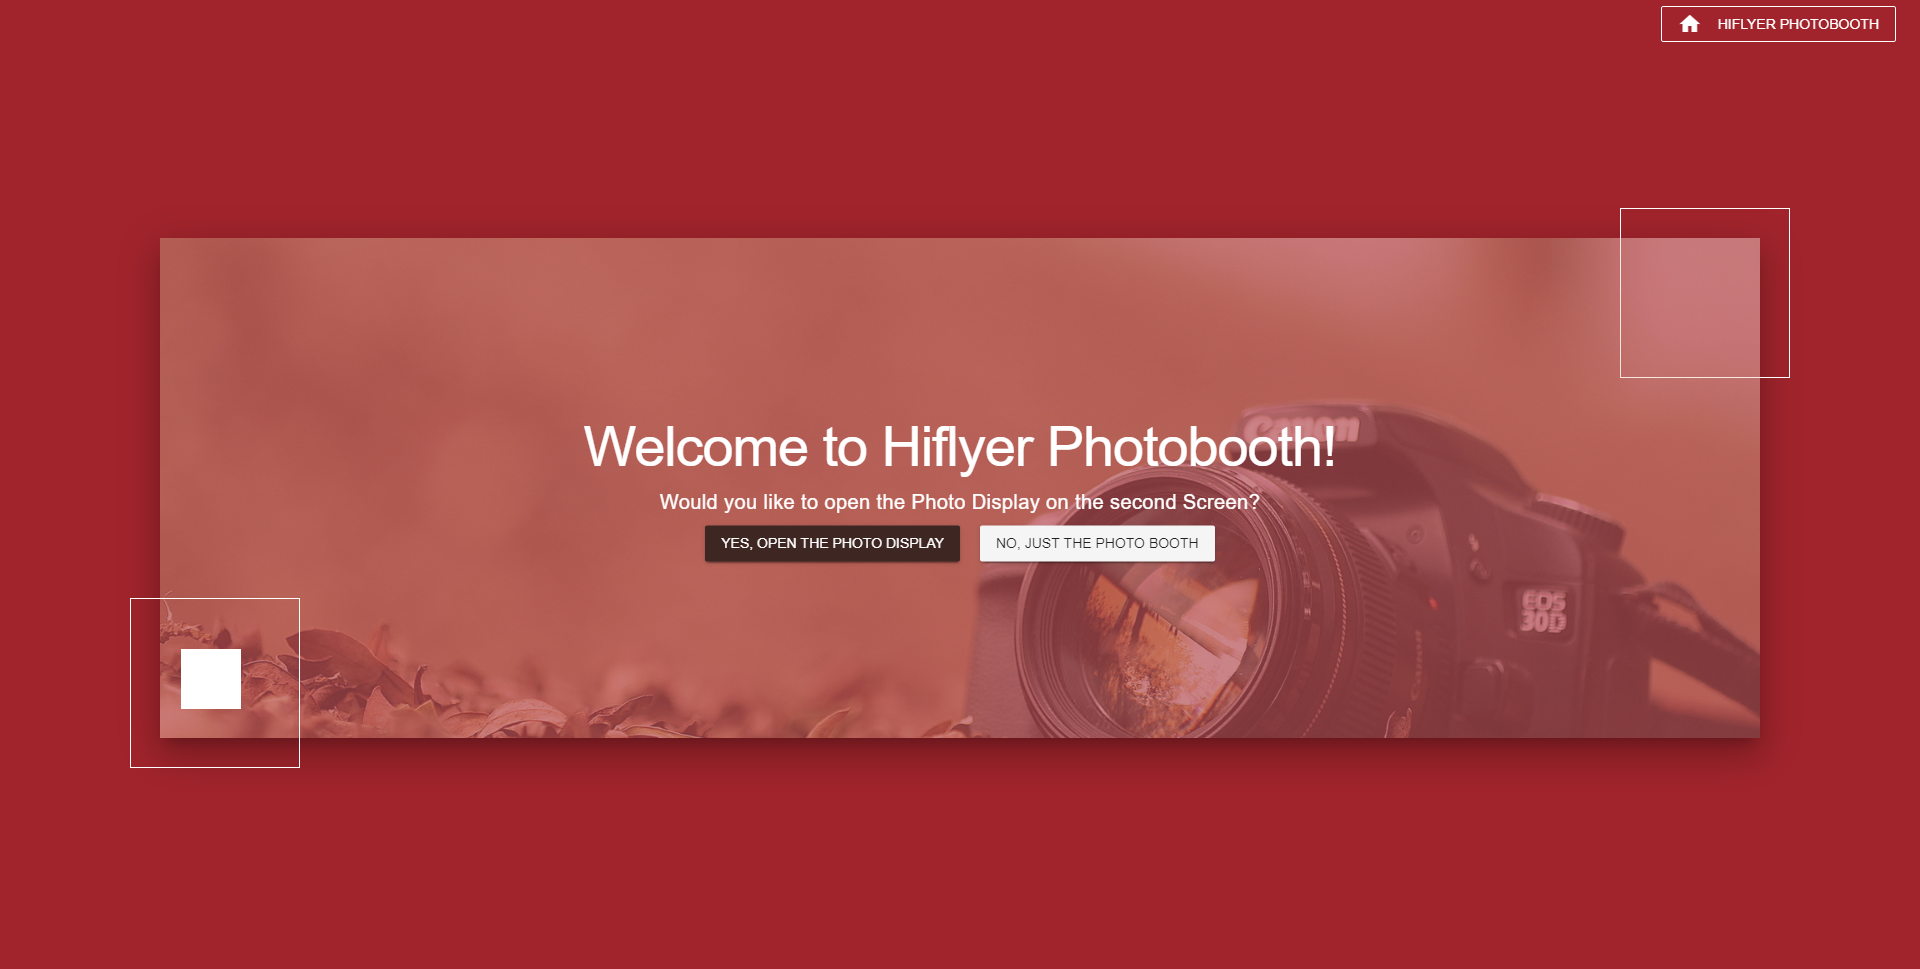 HIFLYER PHOTOBOOTH
Canon
Welcome to Hiflyer Photobooth!
Would you like to open the Photo Display on the second Screen?
YES, OPEN THE PHOTO DISPLAY
NO, JUST THE PHOTO BOOTH
EOS
30D